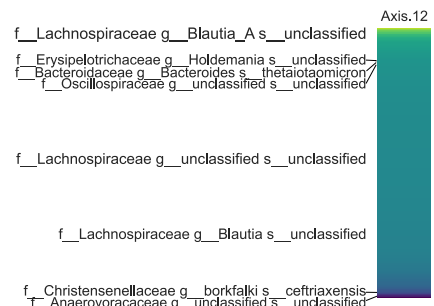 Axis.12
f__Lachnospiraceae g__Blautia_A s__unclassified
f__Erysipelotrichaceae g__Holdemania s__unclassified
f__Bacteroidaceae g__Bacteroides s__thetaiotaomicron
f__Oscillospiraceae g__unclassified s__unclassified
f__Lachnospiraceae g__unclassified s__unclassified
f__Lachnospiraceae g__Blautia s__unclassified
f__Christensenellaceae g__borkfalki s__ceftriaxensis
f__Anaerovoracaceae g__unclassified s__unclassified